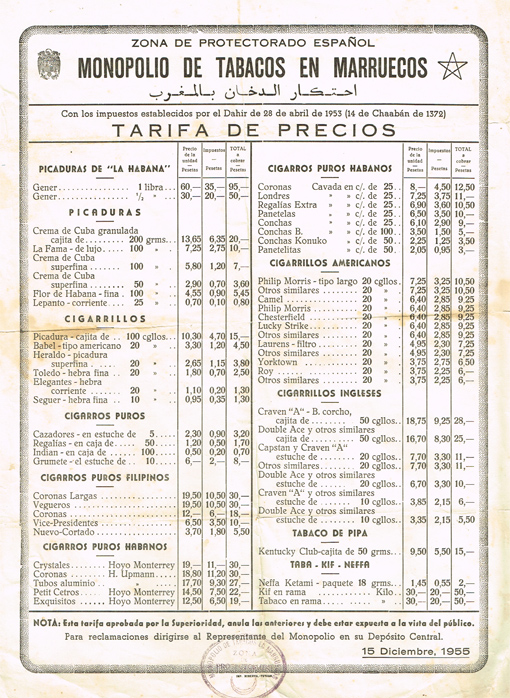 ZONA DE PROTECTORADO ESPAÑOL
MONOPOLIO DE TABACOS EN MARRUECOS
احتكار الدخان بالمغرب
Con los impuestos establecidos por el Dahir de 28 de abril de 1953 (14 de Chaabán de 1372)
TARIFA DE PRECIOS
Precio de la unidad — Pesetas
Impuestos — Pesetas
TOTAL a cobrar — Pesetas
PICADURAS DE "LA HABANA"
Gener 1 libra 60,— 35,— 95,—
Gener ½ » 30,— 20,— 50,—
PICADURAS
Crema de Cuba granulada
cajita de 200 grms. 13,65 6,35 20,—
La Fama - de lujo 100 » 7,25 2,75 10,—
Crema de Cuba
superfina 100 » 5,80 1,20 7,—
Crema de Cuba
superfina 50 » 2,90 0,70 3,60
Flor de Habana - fina 100 » 4,55 0,90 5,45
Lepanto - corriente 25 » 0,70 0,10 0,80
CIGARRILLOS
Picadura - cajita de 100 cgllos. 10,30 4,70 15,—
Babel - tipo americano 20 » 3,30 1,20 4,50
Heraldo - picadura
superfina 20 » 2,65 1,15 3,80
Toledo - hebra fina 20 » 1,80 0,70 2,50
Elegantes - hebra
corriente 20 » 1,10 0,20 1,30
Seguer - hebra fina 10 » 0,95 0,35 1,30
CIGARROS PUROS
Cazadores - en estuche de 5 2,30 0,90 3,20
Regalías - en caja de 50 1,20 0,50 1,70
Indian - en caja de 100 0,50 0,20 0,70
Grumete - el estuche de 10 6,— 2,— 8,—
CIGARROS PUROS FILIPINOS
Coronas Largas 19,50 10,50 30,—
Vegueros 19,50 10,50 30,—
Coronas 12,— 6,— 18,—
Vice-Presidentes 6,50 3,50 10,—
Nuevo-Cortado 3,70 1,80 5,50
CIGARROS PUROS HABANOS
Crystales Hoyo Monterrey 19,— 11,— 30,—
Coronas H. Upmann 18,80 11,20 30,—
Tubos aluminio » 17,70 9,30 27,—
Petit Cetros Hoyo Monterrey 14,50 7,50 22,—
Exquisitos Hoyo Monterrey 12,50 6,50 19,—
Precio de la unidad — Pesetas
Impuestos — Pesetas
TOTAL a cobrar — Pesetas
CIGARROS PUROS HABANOS
Coronas Cavada en c/. de 25 8,— 4,50 12,50
Londres » » c/. de 25 7,25 3,75 11,—
Regalías Extra » » c/. de 25 6,90 3,60 10,50
Panetelas » » c/. de 25 6,50 3,50 10,—
Conchas » » c/. de 25 6,10 2,90 9,—
Conchas B. » » c/. de 100 3,50 1,50 5,—
Conchas Konuko » c/. de 50 2,25 1,25 3,50
Panetelitas » » c/. de 50 2,05 0,95 3,—
CIGARRILLOS AMERICANOS
Philip Morris - tipo largo 20 cgllos. 7,25 3,25 10,50
Otros similares 20 » 7,25 3,25 10,50
Camel 20 » 6,40 2,85 9,25
Philip Morris 20 » 6,40 2,85 9,25
Chesterfield 20 » 6,40 2,85 9,25
Lucky Strike 20 » 6,40 2,85 9,25
Otros similares 20 » 6,40 2,85 9,25
Laurens - filtro 20 » 4,95 2,30 7,25
Otros similares 20 » 4,95 2,30 7,25
Yorktown 20 » 3,75 2,75 6,50
Roy 20 » 3,75 2,25 6,—
Otros similares 20 » 3,75 2,25 6,—
CIGARRILLOS INGLESES
Craven "A" - B. corcho,
cajita de 50 cgllos. 18,75 9,25 28,—
Double Ace y otros similares
cajita de 50 cgllos. 16,70 8,30 25,—
Capstan y Craven "A"
estuche de 20 cgllos. 7,70 3,30 11,—
Otros similares 20 cgllos. 7,70 3,30 11,—
Double Ace y otros similares
estuche de 20 cgllos. 6,70 3,30 10,—
Craven "A" y otros similares
estuche de 10 cgllos. 3,85 2,15 6,—
Double Ace y otros similares
estuche de 10 cgllos. 3,35 2,15 5,50
TABACO DE PIPA
Kentucky Club-cajita de 50 grms. 9,50 5,50 15,—
TABA - KIF - NEFFA
Neffa Ketami - paquete 18 grms. 1,45 0,55 2,—
Kif en rama Kilo 30,— 20,— 50,—
Tabaco en rama » 30,— 20,— 50,—
NOTA: Esta tarifa aprobada por la Superioridad, anula las anteriores y debe estar expuesta a la vista del público.
Para reclamaciones dirigirse al Representante del Monopolio en su Depósito Central.
15 Diciembre, 1955